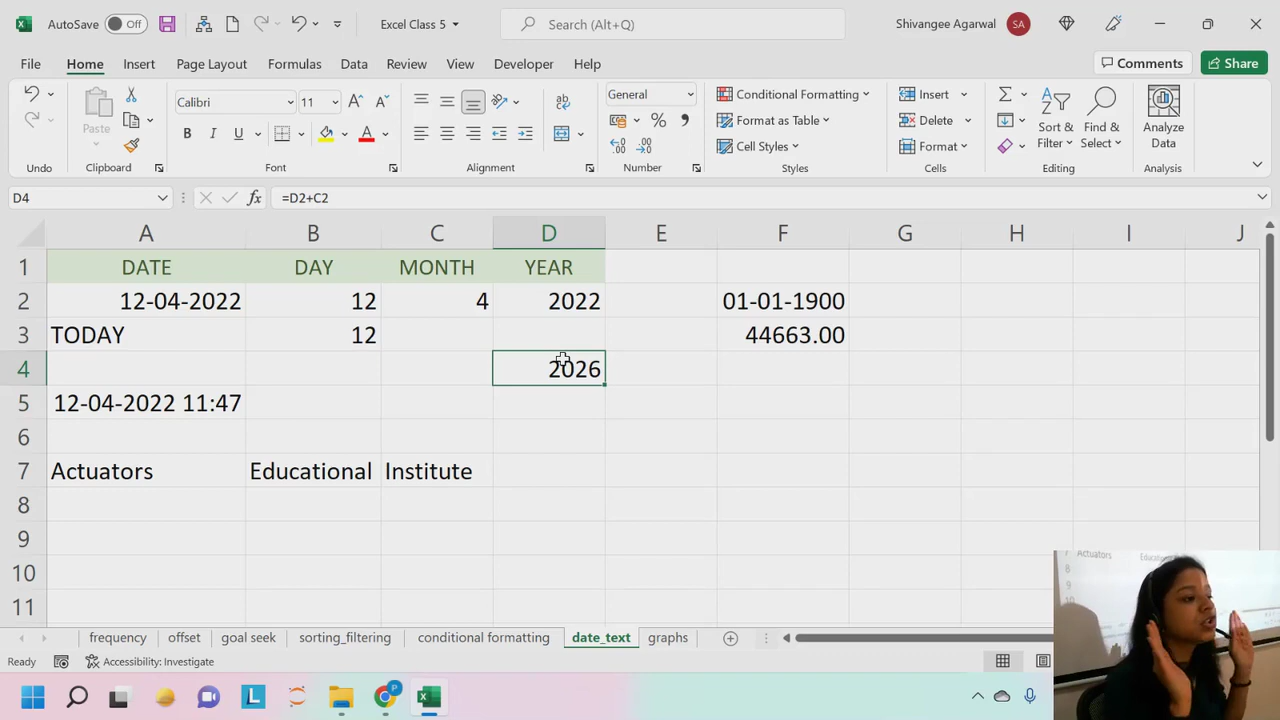 AutoSave Off Excel Class 5 Search (Alt+Q) Shivangee Agarwal SA
File Home Insert Page Layout Formulas Data Review View Developer Help Comments Share
Paste Calibri 11 B I U A General % Conditional Formatting Format as Table Cell Styles Insert Delete Format Sort & Filter Find & Select Analyze Data
Undo Clipboard Font Alignment Number Styles Cells Editing Analysis
D4 fx =D2+C2
A B C D E F G H I J
1 DATE DAY MONTH YEAR
2 12-04-2022 12 4 2022 01-01-1900
3 TODAY 12 44663.00
4 2026
5 12-04-2022 11:47
6
7 Actuators Educational Institute
8
9
10
11
frequency offset goal seek sorting_filtering conditional formatting date_text graphs
Ready Accessibility: Investigate